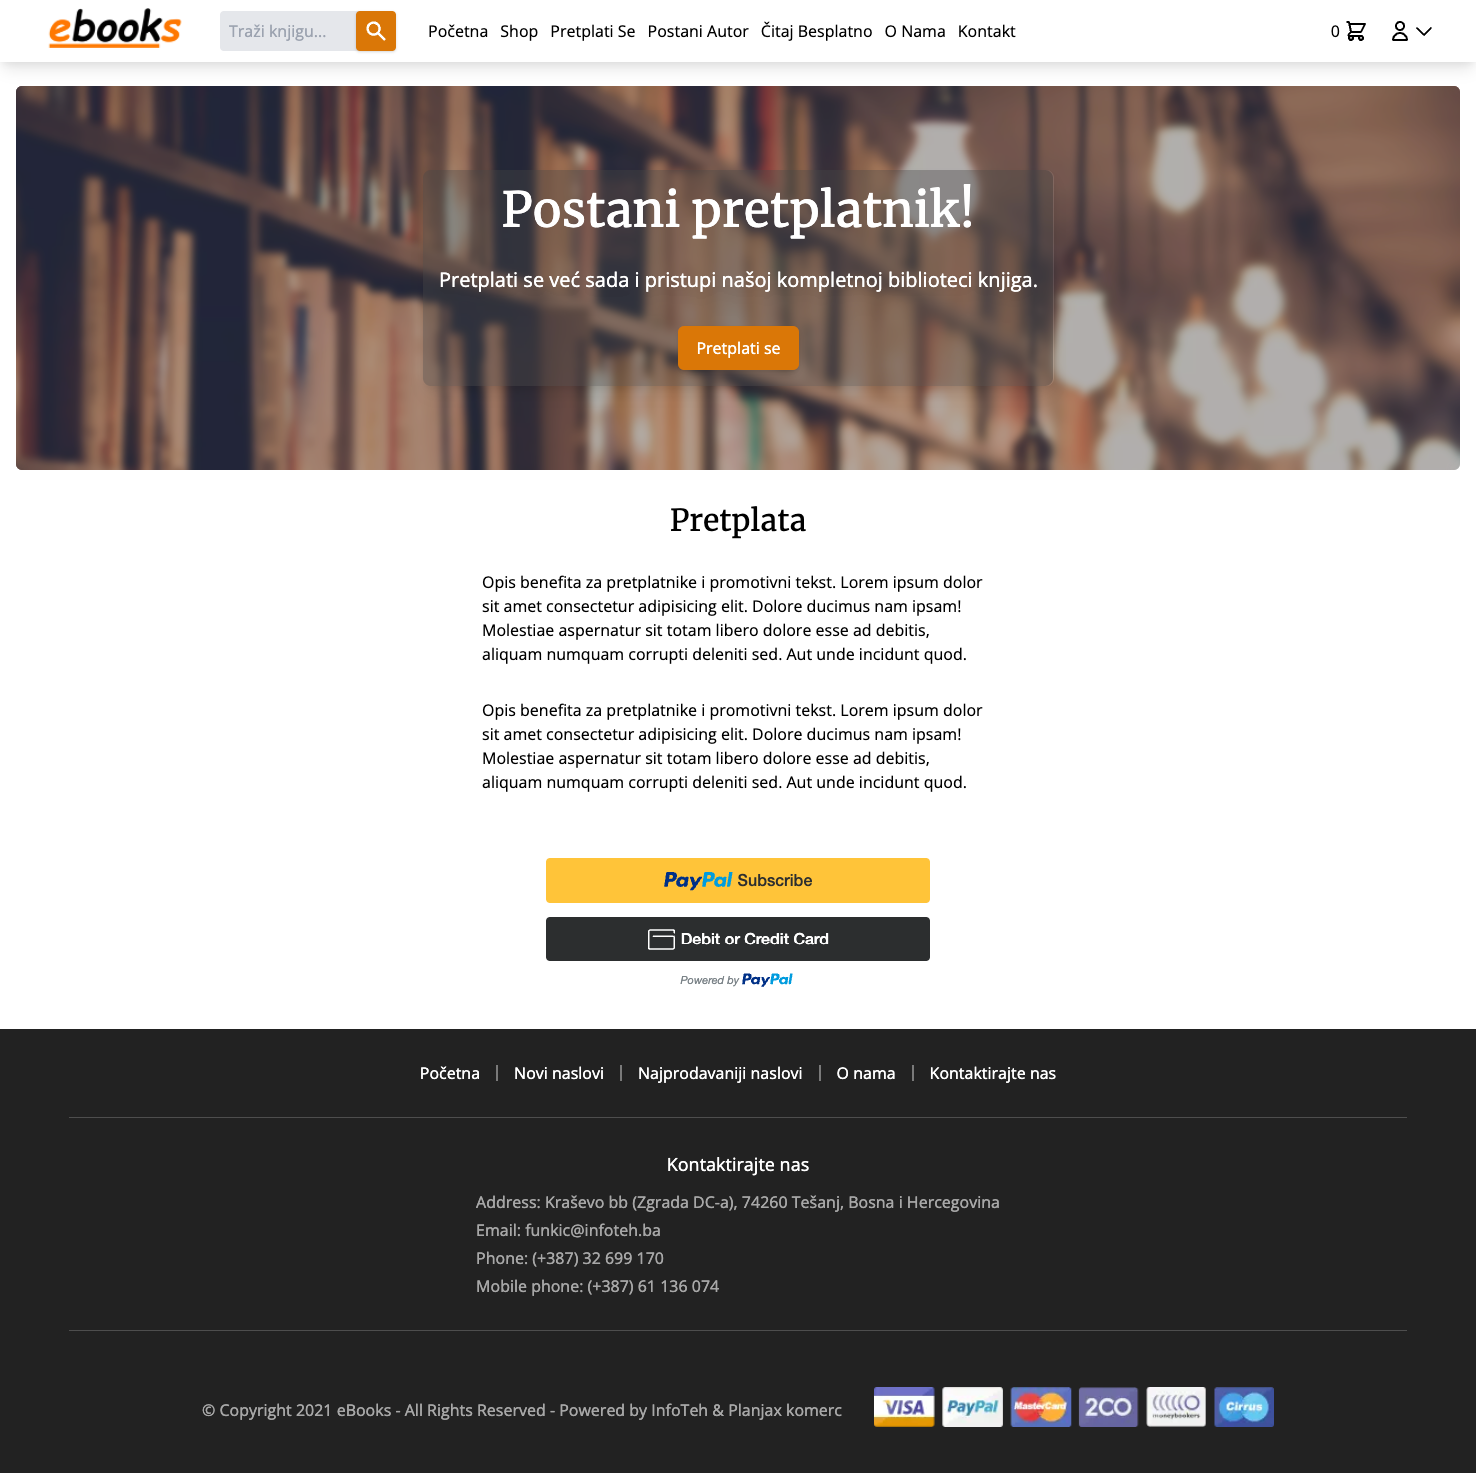 ebooks
Traži knjigu...
Početna Shop Pretplati Se Postani Autor Čitaj Besplatno O Nama Kontakt
0
Postani pretplatnik!
Pretplati se već sada i pristupi našoj kompletnoj biblioteci knjiga.
Pretplati se
Pretplata
Opis benefita za pretplatnike i promotivni tekst. Lorem ipsum dolor
sit amet consectetur adipisicing elit. Dolore ducimus nam ipsam!
Molestiae aspernatur sit totam libero dolore esse ad debitis,
aliquam numquam corrupti deleniti sed. Aut unde incidunt quod.
Opis benefita za pretplatnike i promotivni tekst. Lorem ipsum dolor
sit amet consectetur adipisicing elit. Dolore ducimus nam ipsam!
Molestiae aspernatur sit totam libero dolore esse ad debitis,
aliquam numquam corrupti deleniti sed. Aut unde incidunt quod.
PayPal Subscribe
Debit or Credit Card
Powered by PayPal
Početna | Novi naslovi | Najprodavaniji naslovi | O nama | Kontaktirajte nas
Kontaktirajte nas
Address: Kraševo bb (Zgrada DC-a), 74260 Tešanj, Bosna i Hercegovina
Email: funkic@infoteh.ba
Phone: (+387) 32 699 170
Mobile phone: (+387) 61 136 074
© Copyright 2021 eBooks - All Rights Reserved - Powered by InfoTeh & Planjax komerc
VISA PayPal MasterCard 2CO moneybookers Cirrus